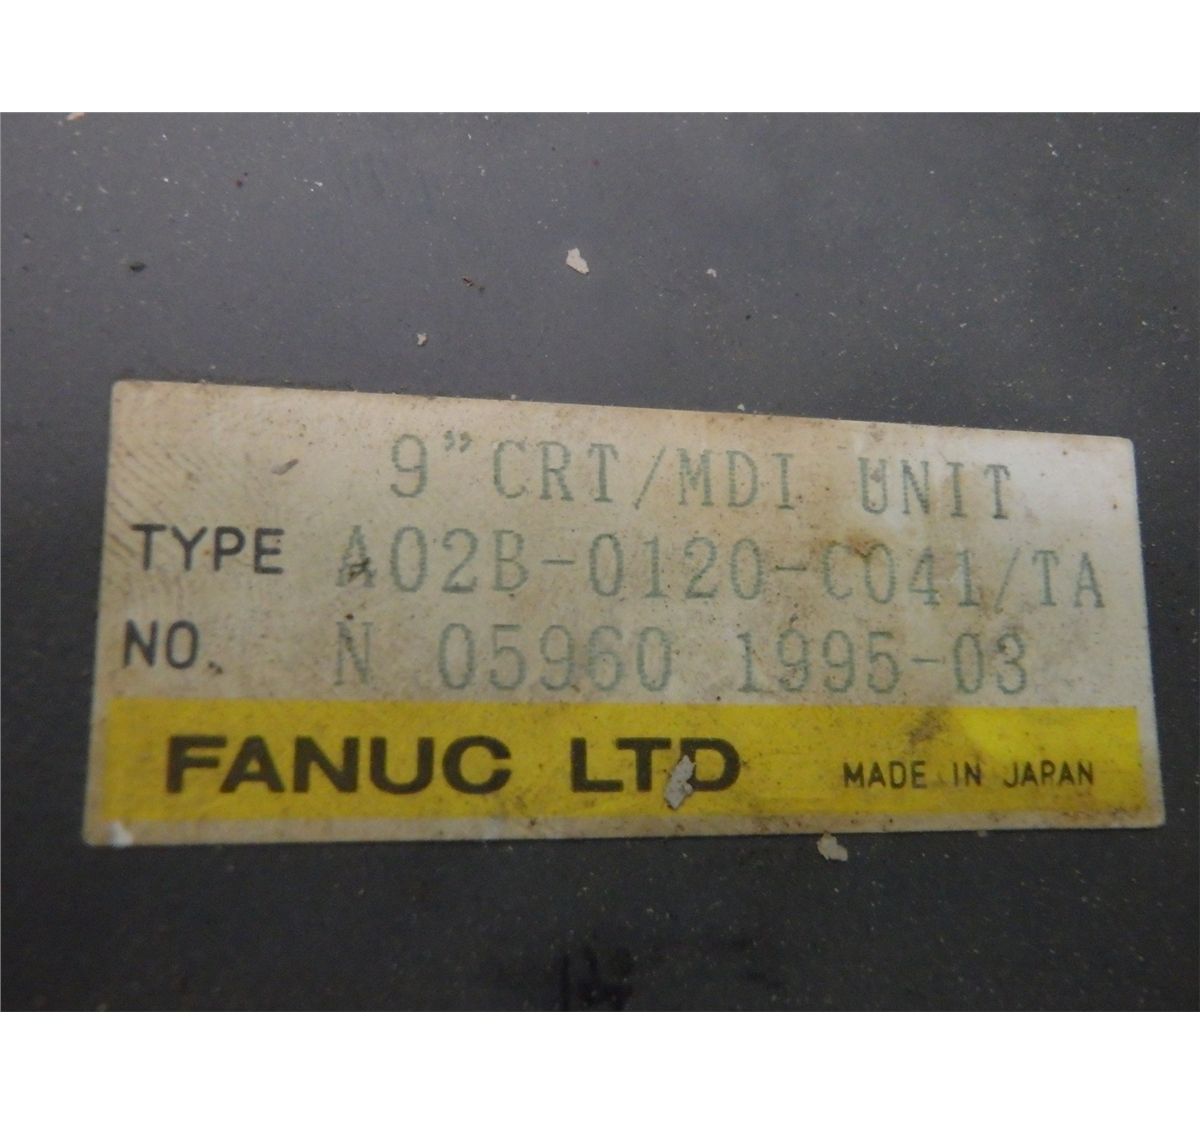 9”CRT/MDI UNIT
TYPE A02B-0120-C041/TA
NO. N 05960 1995-03
FANUC LTD MADE IN JAPAN